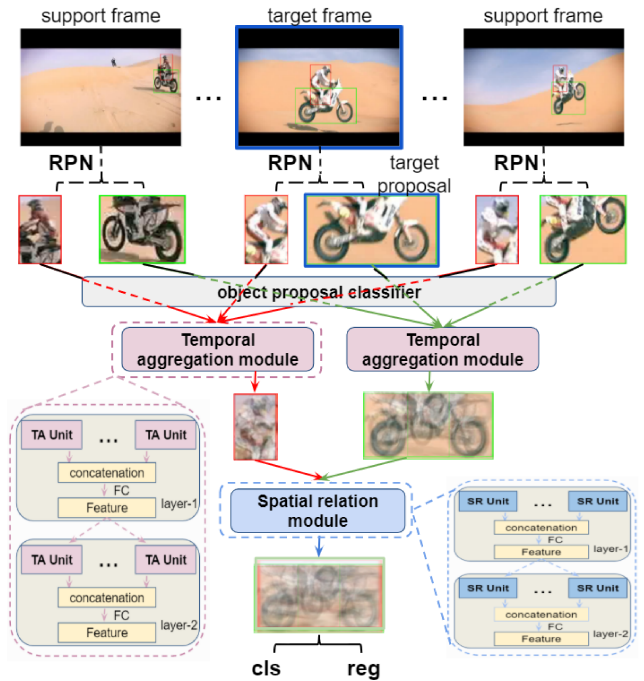 support frame
target frame
support frame
...
...
RPN
RPN
target
proposal
RPN
object proposal classifier
Temporal
aggregation module
Temporal
aggregation module
TA Unit
...
TA Unit
concatenation
FC
Feature
layer-1
TA Unit
...
TA Unit
concatenation
FC
Feature
layer-2
Spatial relation
module
SR Unit
...
SR Unit
concatenation
FC
Feature
layer-1
SR Unit
...
SR Unit
concatenation
FC
Feature
layer-2
cls
reg